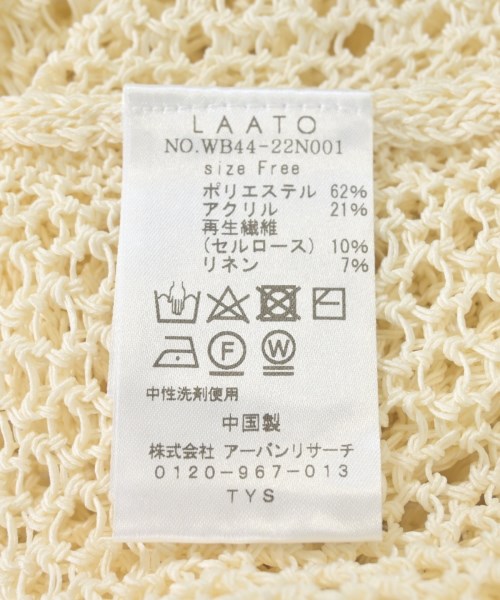 LAATO
NO.WB44-22N001
size Free
ポリエステル 62%
アクリル 21%
再生繊維
(セルロース) 10%
リネン 7%
F W
中性洗剤使用
中国製
株式会社 アーバンリサーチ
0120-967-013
TYS